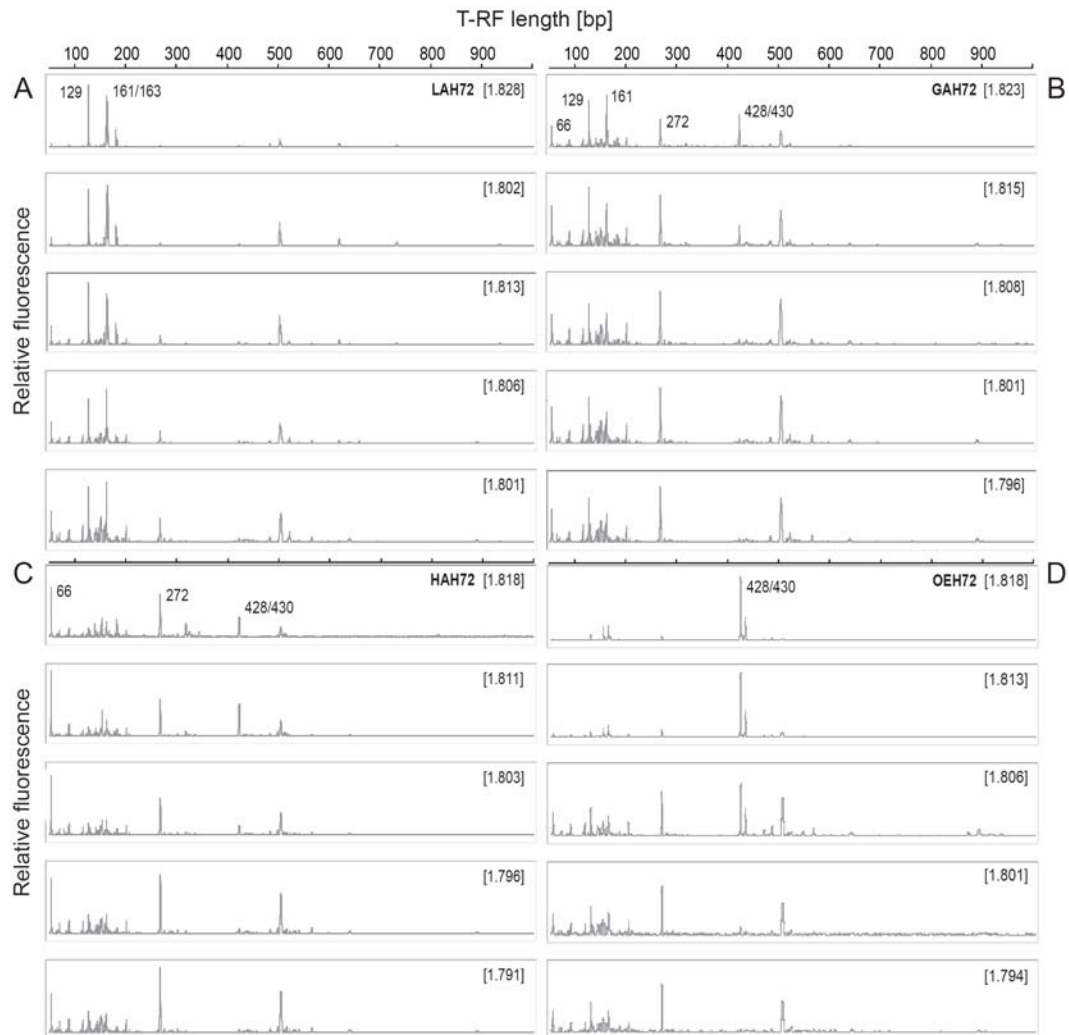 T-RF length [bp]
100 200 300 400 500 600 700 800 900
100 200 300 400 500 600 700 800 900
A
129
161/163
LAH72 [1.828]
[1.802]
[1.813]
[1.806]
[1.801]
Relative fluorescence
B
66
129
161
272
428/430
GAH72 [1.823]
[1.815]
[1.808]
[1.801]
[1.796]
C
66
272
428/430
HAH72 [1.818]
[1.811]
[1.803]
[1.796]
[1.791]
Relative fluorescence
D
428/430
OEH72 [1.818]
[1.813]
[1.806]
[1.801]
[1.794]